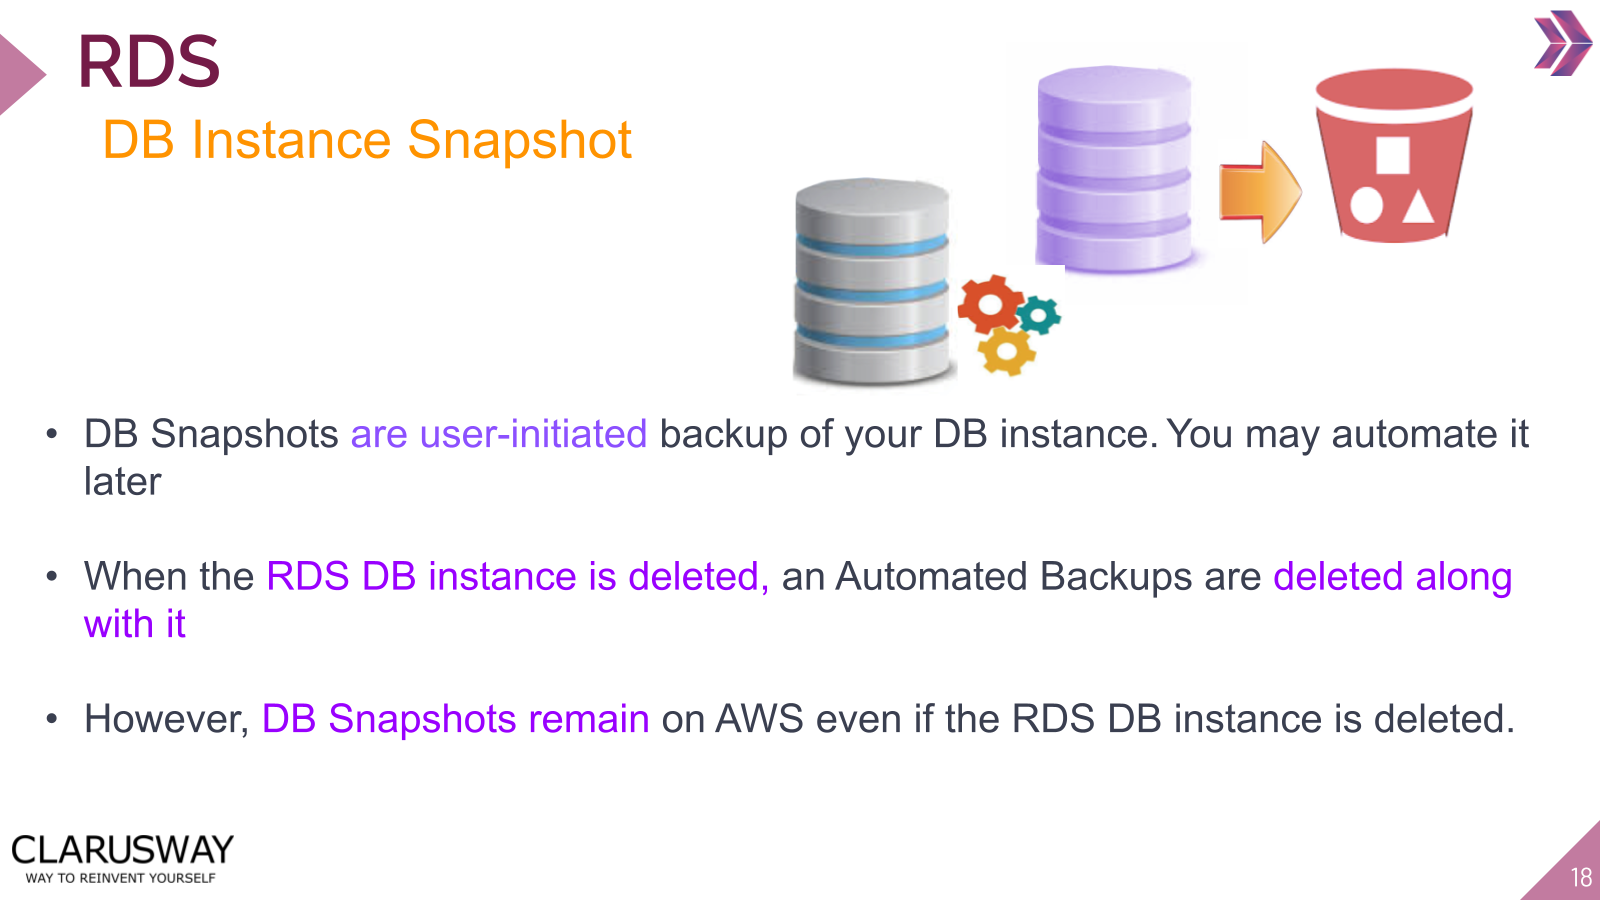 RDS
DB Instance Snapshot
• DB Snapshots are user-initiated backup of your DB instance. You may automate it
later
• When the RDS DB instance is deleted, an Automated Backups are deleted along
with it
• However, DB Snapshots remain on AWS even if the RDS DB instance is deleted.
CLARUSWAY
WAY TO REINVENT YOURSELF
18